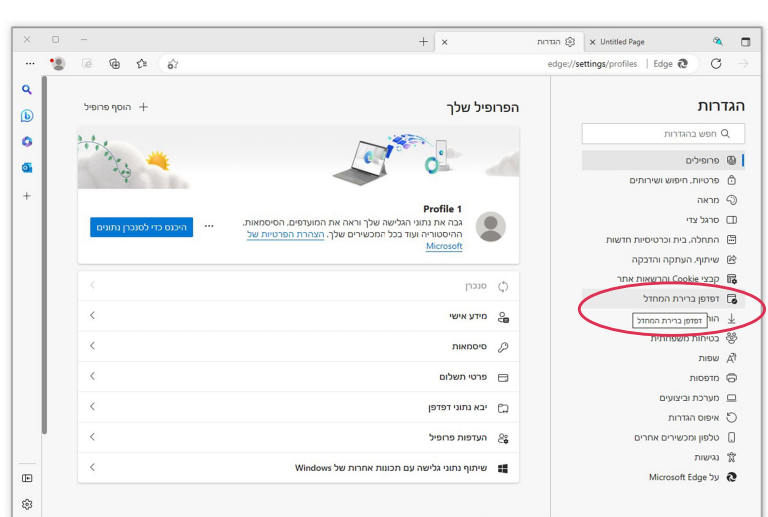 הגדרות
Untitled Page
edge://settings/profiles | Edge
הגדרות
חפש בהגדרות
פרופילים
פרטיות, חיפוש ושירותים
מראה
סרגל צדי
התחלה, בית וכרטיסיות חדשות
שיתוף, העתקה והדבקה
קבצי Cookie והרשאות אתר
דפדפן ברירת המחדל
הור
דפדפן ברירת המחדל
בטיחות משפחתית
שפות
מדפסות
מערכת וביצועים
איפוס הגדרות
טלפון ומכשירים אחרים
נגישות
על Microsoft Edge
הפרופיל שלך
הוסף פרופיל
Profile 1
גבה את נתוני הגלישה שלך וראה את המועדפים, הסיסמאות,
ההיסטוריה ועוד בכל המכשירים שלך. הצהרת הפרטיות של
Microsoft
היכנס כדי לסנכרן נתונים
סנכרן
מידע אישי
סיסמאות
פרטי תשלום
יבא נתוני דפדפן
העדפות פרופיל
שיתוף נתוני גלישה עם תכונות אחרות של Windows